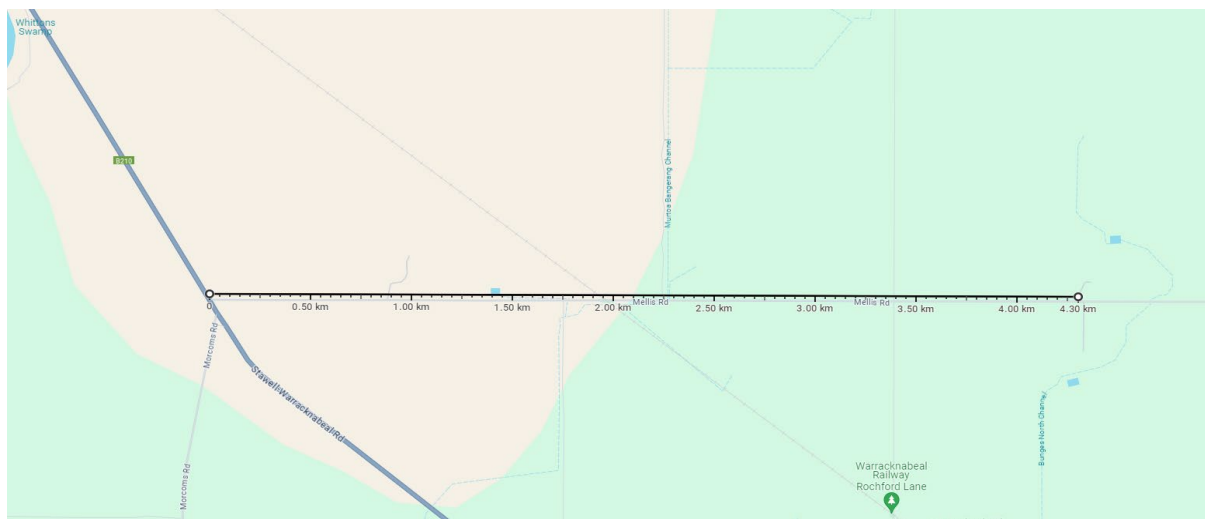 Whittons
Swamp
B210
Murtoa Bangerang Channel
0
0.50 km
1.00 km
1.50 km
2.00 km
2.50 km
3.00 km
3.50 km
4.00 km
4.30 km
Mellis Rd
Mellis Rd
Morcoms Rd
Stawell-Warracknabeal Rd
Morcoms Rd
Bunges North Channel
Warracknabeal
Railway
Rochford Lane